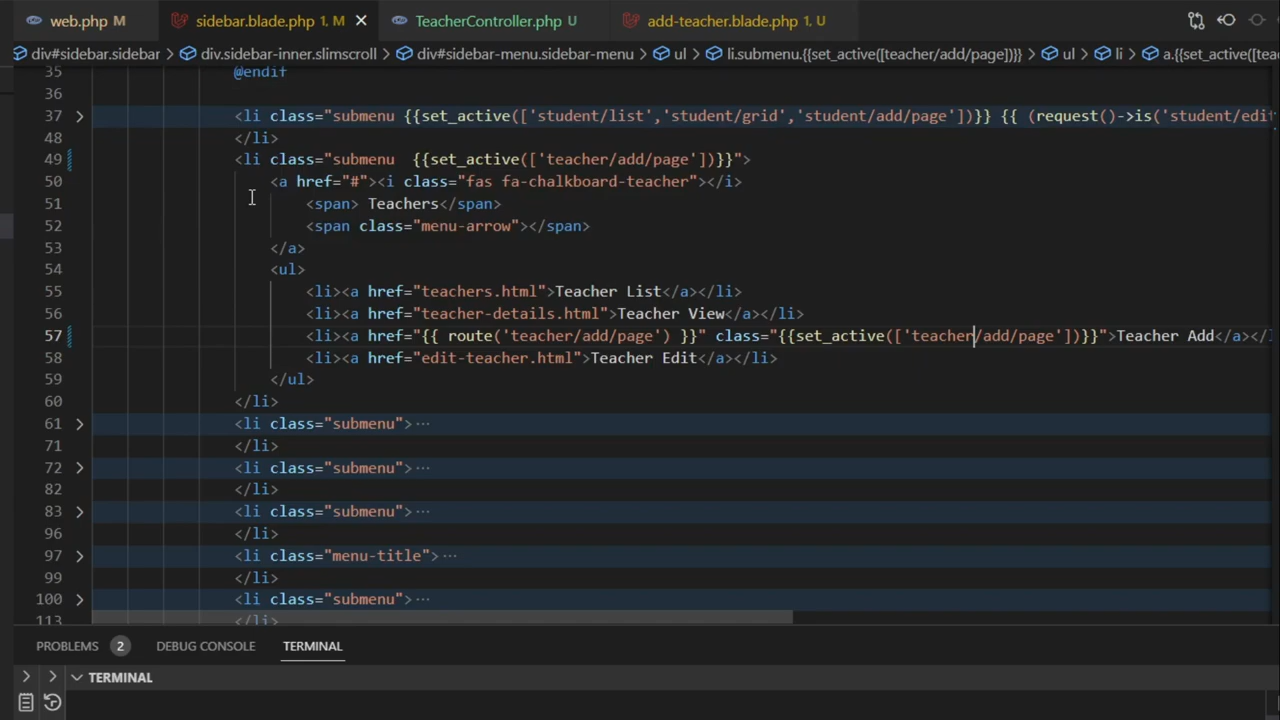 web.php M
sidebar.blade.php 1, M
TeacherController.php U
add-teacher.blade.php 1, U
div#sidebar.sidebar > div.sidebar-inner.slimscroll > div#sidebar-menu.sidebar-menu > ul > li.submenu.{{set_active([teacher/add/page])}} > ul > li > a.{{set_active([tea
35 @endif
36
37 <li class="submenu {{set_active(['student/list','student/grid','student/add/page'])}} {{ (request()->is('student/edit
48 </li>
49 <li class="submenu  {{set_active(['teacher/add/page'])}}">
50 <a href="#"><i class="fas fa-chalkboard-teacher"></i>
51 <span> Teachers</span>
52 <span class="menu-arrow"></span>
53 </a>
54 <ul>
55 <li><a href="teachers.html">Teacher List</a></li>
56 <li><a href="teacher-details.html">Teacher View</a></li>
57 <li><a href="{{ route('teacher/add/page') }}" class="{{set_active(['teacher/add/page'])}}">Teacher Add</a></l
58 <li><a href="edit-teacher.html">Teacher Edit</a></li>
59 </ul>
60 </li>
61 <li class="submenu">...
71 </li>
72 <li class="submenu">...
82 </li>
83 <li class="submenu">...
96 </li>
97 <li class="menu-title">...
99 </li>
100 <li class="submenu">...
113 </li>
PROBLEMS 2 DEBUG CONSOLE TERMINAL
TERMINAL